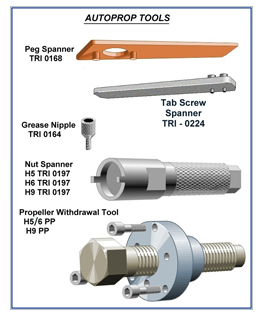 AUTOPROP TOOLS
Peg Spanner
TRI 0168
Tab Screw
Spanner
TRI - 0224
Grease Nipple
TRI 0164
Nut Spanner
H5 TRI 0197
H6 TRI 0197
H9 TRI 0197
Propeller Withdrawal Tool
H5/6 PP
H9 PP